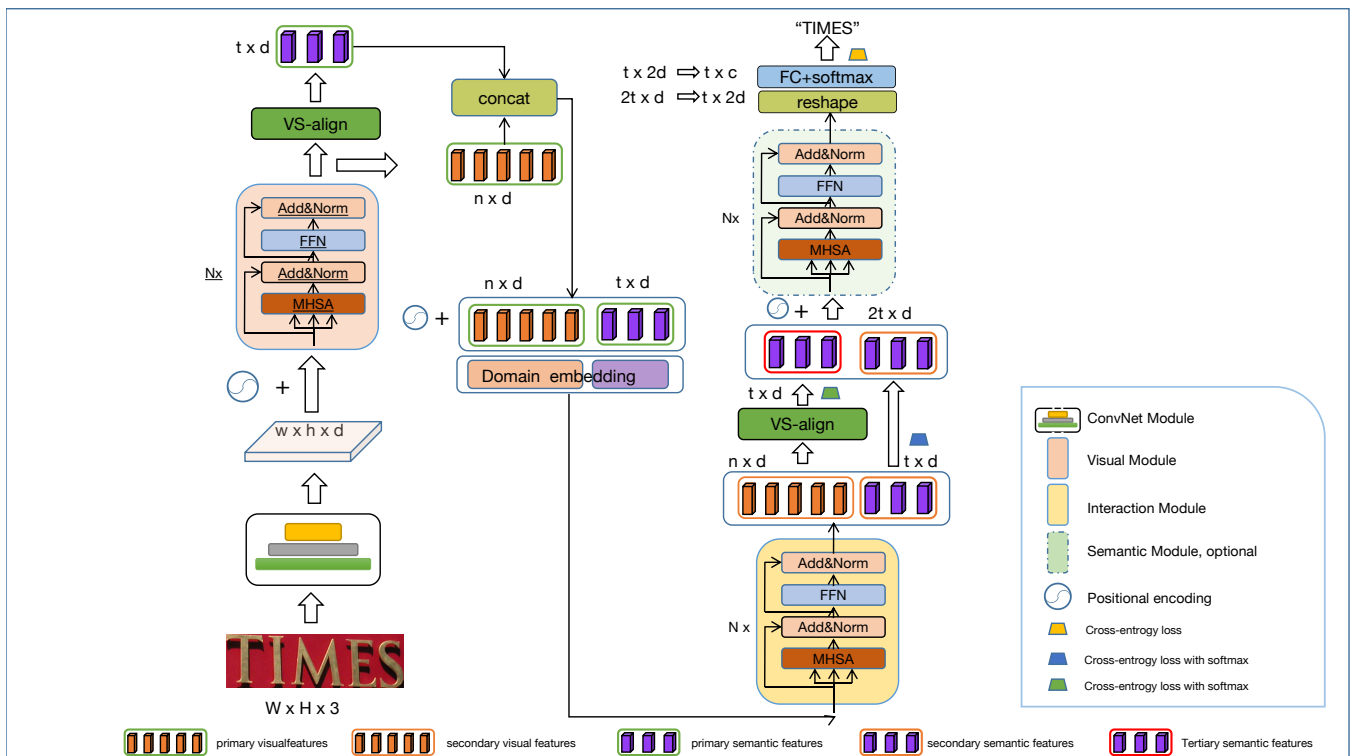 t x d
VS-align
Add&Norm
FFN
Nx
Add&Norm
MHSA
+
w x h x d
TIMES
W x H x 3
concat
n x d
n x d
t x d
+
Domain embedding
"TIMES"
t x 2d
t x c
FC+softmax
2t x d
t x 2d
reshape
Add&Norm
FFN
Nx
Add&Norm
MHSA
+
2t x d
t x d
VS-align
n x d
t x d
Add&Norm
FFN
N x
Add&Norm
MHSA
ConvNet Module
Visual Module
Interaction Module
Semantic Module, optional
Positional encoding
Cross-entropy loss
Cross-entropy loss with softmax
Cross-entropy loss with softmax
primary visualfeatures
secondary visual features
primary semantic features
secondary semantic features
Tertiary semantic features